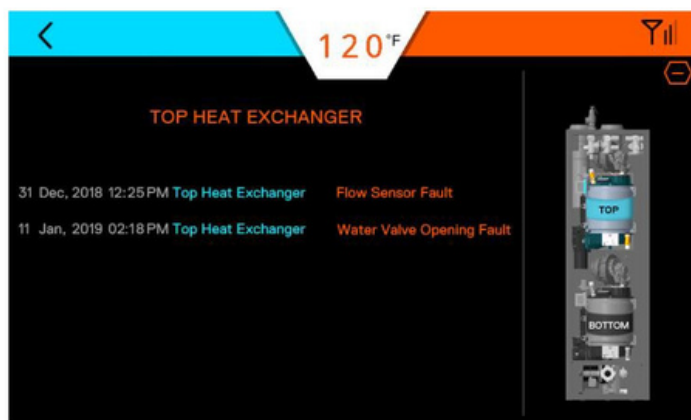 120°F
TOP HEAT EXCHANGER
31 Dec, 2018 12:25 PM Top Heat Exchanger Flow Sensor Fault
11 Jan, 2019 02:18 PM Top Heat Exchanger Water Valve Opening Fault
TOP
BOTTOM